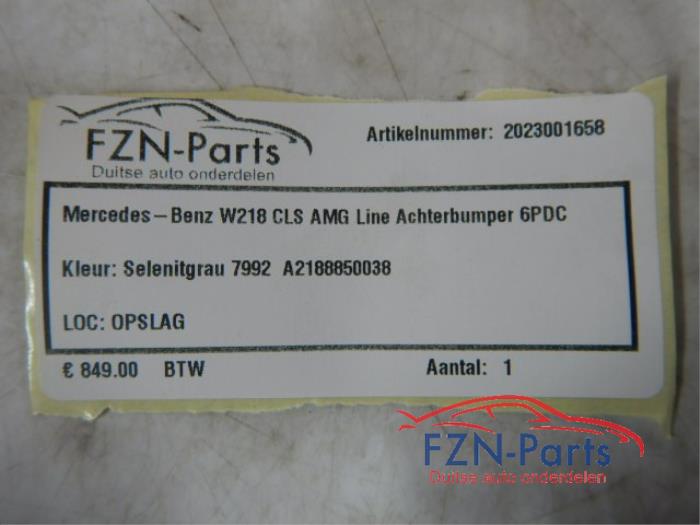 FZN-Parts
Duitse auto onderdelen
Artikelnummer: 2023001658
Mercedes-Benz W218 CLS AMG Line Achterbumper 6PDC
Kleur: Selenitgrau 7992 A2188850038
LOC: OPSLAG
€ 849.00 BTW Aantal: 1
FZN-Parts
Duitse auto onderdelen